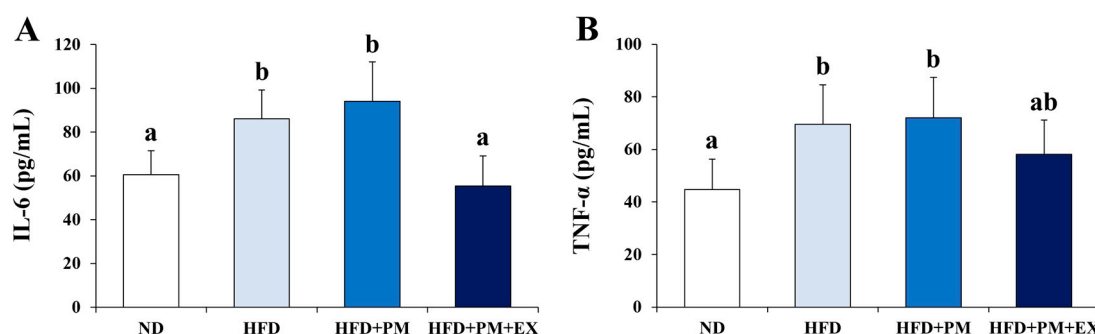 A
IL-6 (pg/mL)
120
100
80
60
40
20
0
a
b
b
a
ND
HFD
HFD+PM
HFD+PM+EX
B
TNF-α (pg/mL)
100
80
60
40
20
0
a
b
b
ab
ND
HFD
HFD+PM
HFD+PM+EX